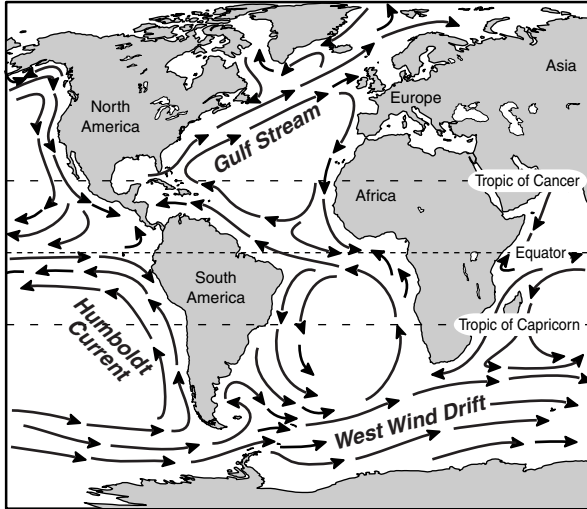 Asia
North
America
Europe
Gulf Stream
Tropic of Cancer
Africa
Equator
South
America
Tropic of Capricorn
Humboldt
Current
West Wind Drift